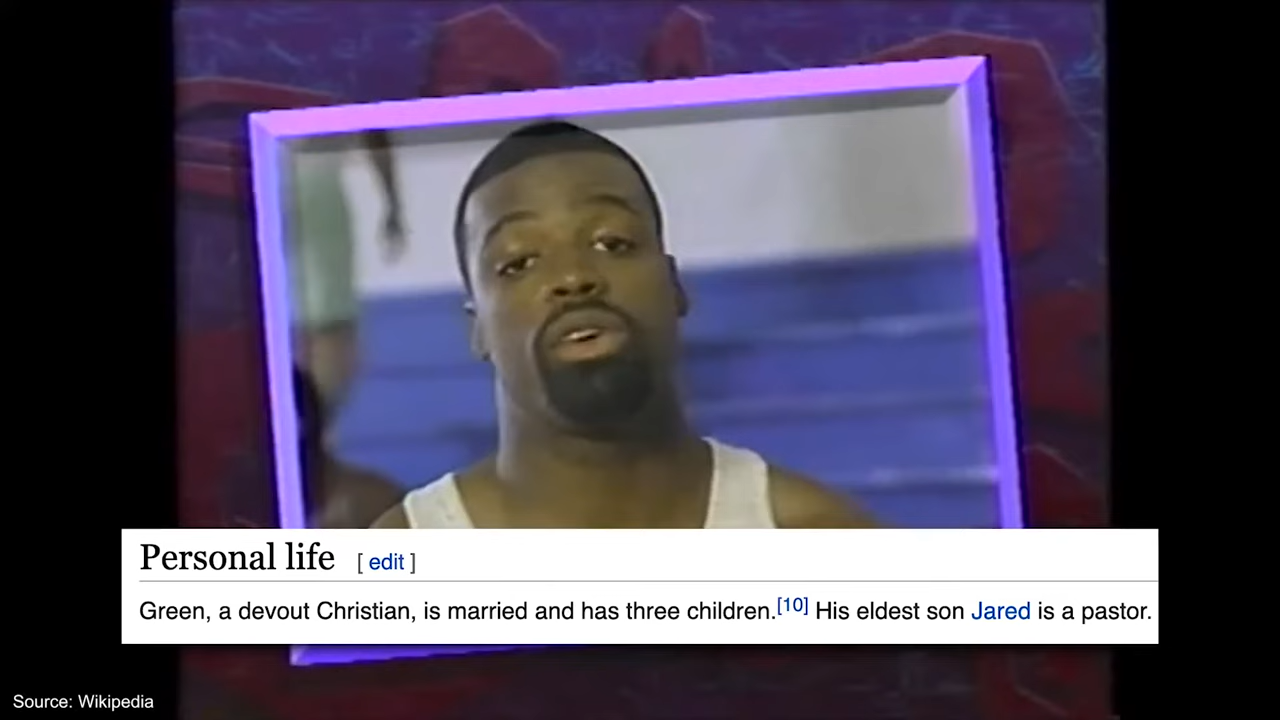 Personal life [ edit ]
Green, a devout Christian, is married and has three children.[10] His eldest son Jared is a pastor.
Source: Wikipedia